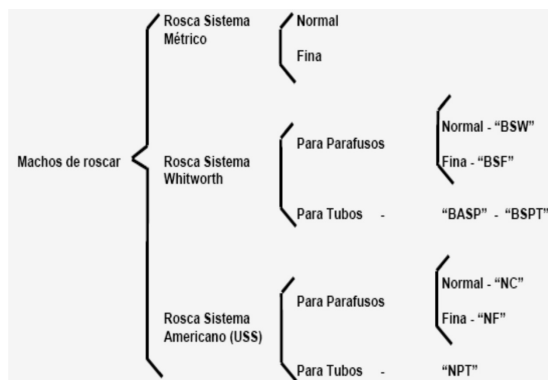 Rosca Sistema
Métrico
Normal
Fina
Machos de roscar
Rosca Sistema
Whitworth
Para Parafusos
Normal - “BSW”
Fina - “BSF”
Para Tubos - “BASP” - “BSPT”
Rosca Sistema
Americano (USS)
Para Parafusos
Normal - “NC”
Fina - “NF”
Para Tubos - “NPT”